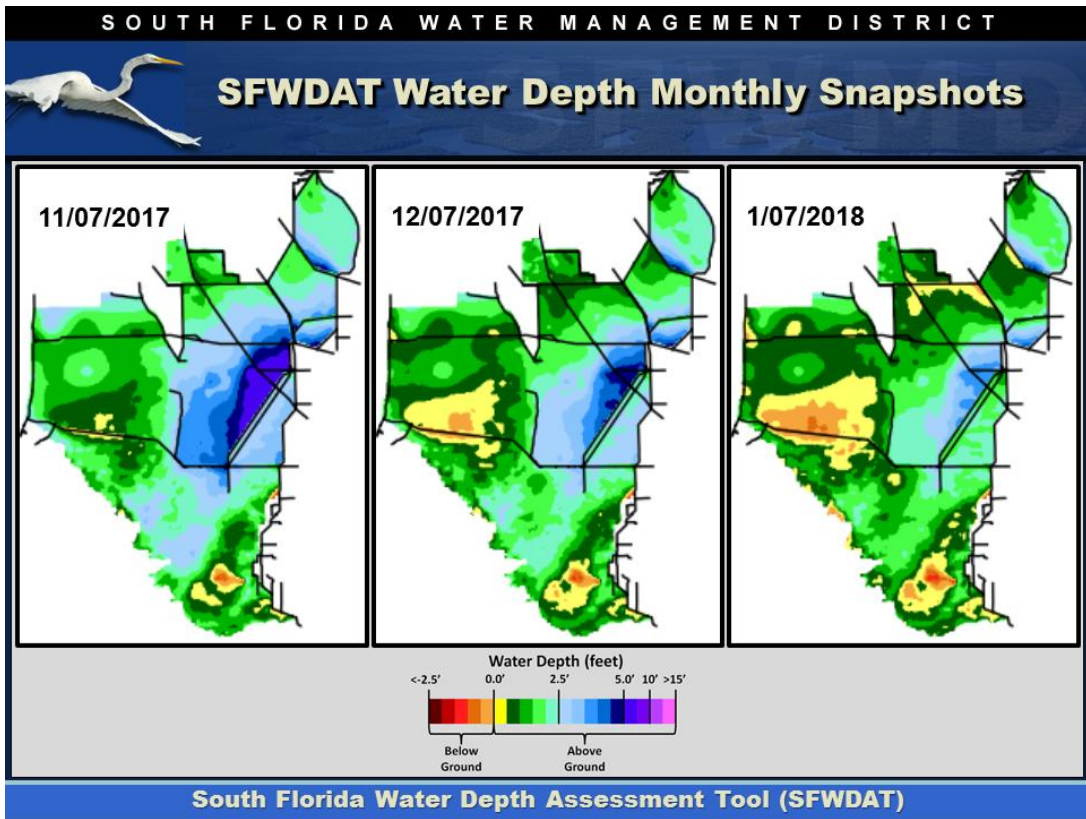 SOUTH FLORIDA WATER MANAGEMENT DISTRICT
SFWDAT Water Depth Monthly Snapshots
11/07/2017
12/07/2017
1/07/2018
Water Depth (feet)
<-2.5' 0.0' 2.5' 5.0' 10' >15'
Below Ground
Above Ground
South Florida Water Depth Assessment Tool (SFWDAT)